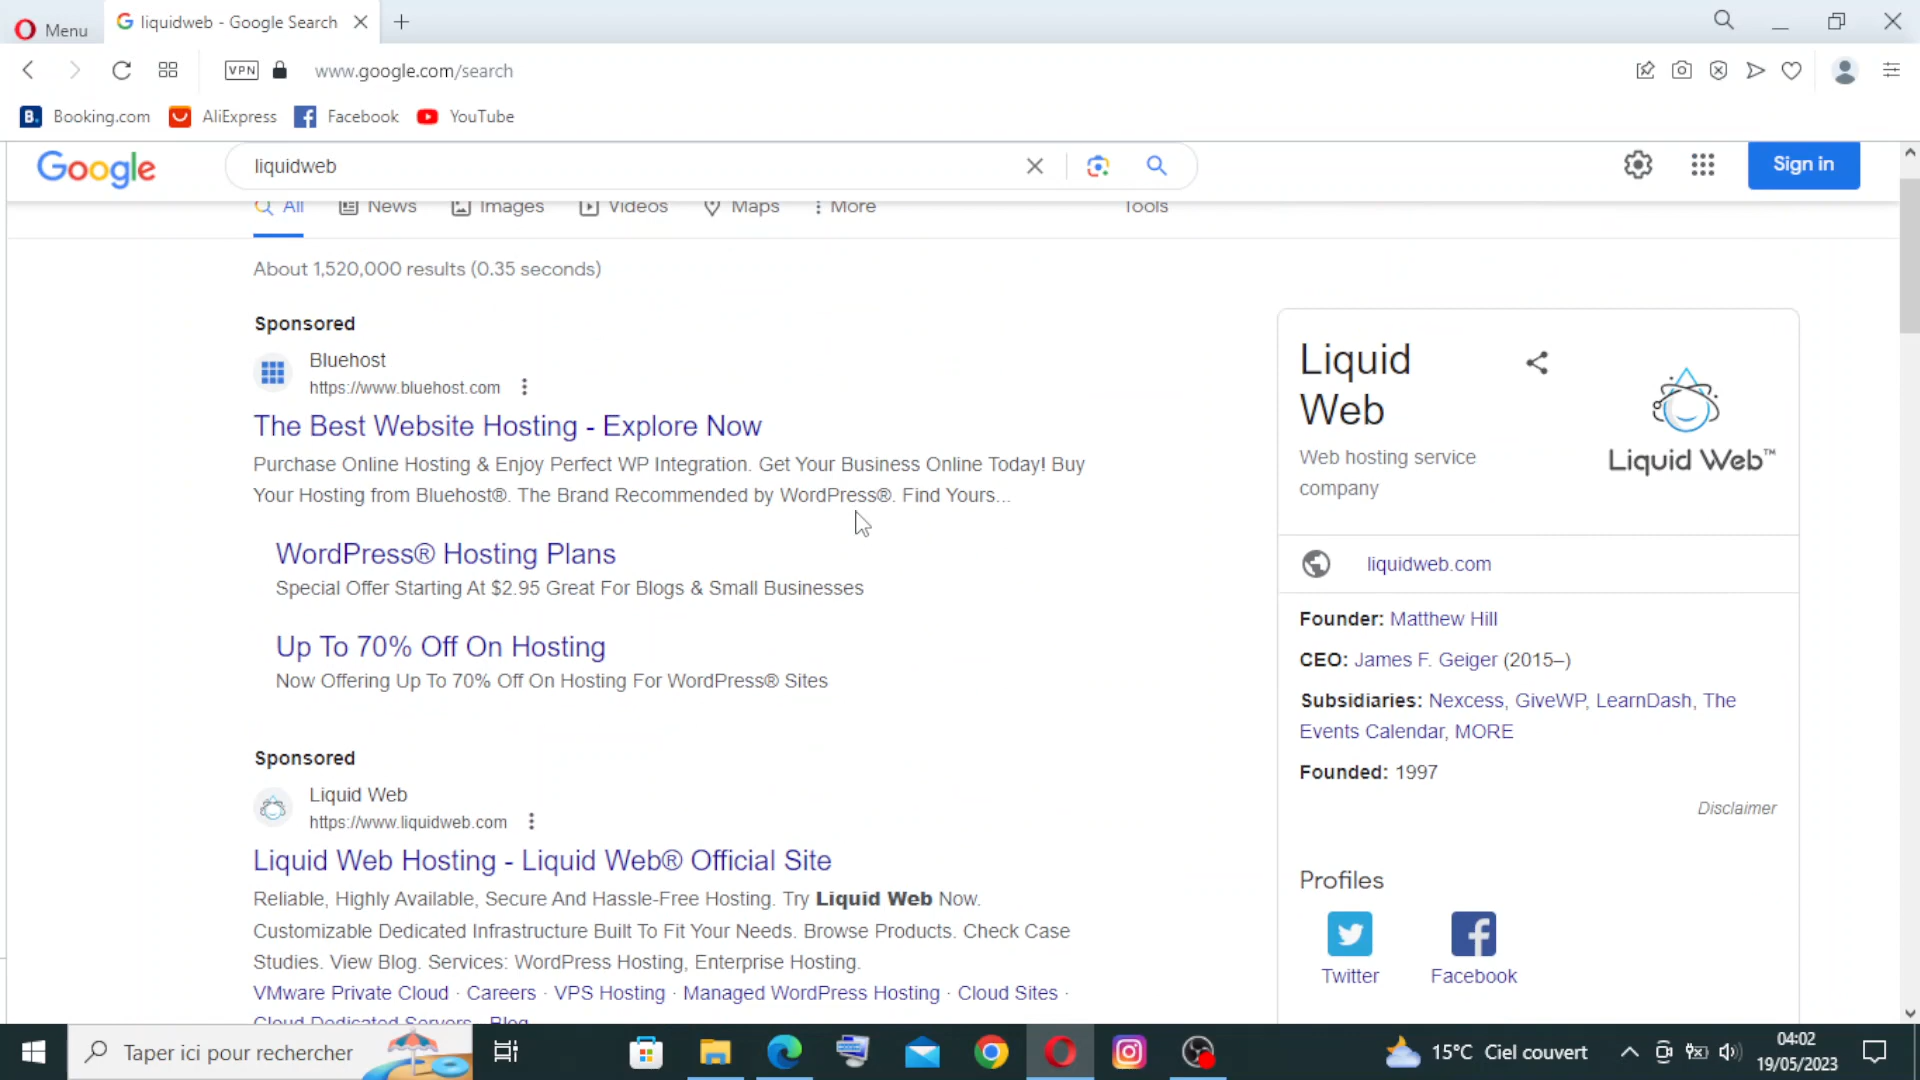 Menu
liquidweb - Google Search
VPN
www.google.com/search
B. Booking.com
AliExpress
Facebook
YouTube
Google
liquidweb
Sign in
All
News
Images
Videos
Maps
More
Tools
About 1,520,000 results (0.35 seconds)
Sponsored
Bluehost
https://www.bluehost.com
The Best Website Hosting - Explore Now
Purchase Online Hosting & Enjoy Perfect WP Integration. Get Your Business Online Today! Buy
Your Hosting from Bluehost®. The Brand Recommended by WordPress®. Find Yours...
WordPress® Hosting Plans
Special Offer Starting At $2.95 Great For Blogs & Small Businesses
Up To 70% Off On Hosting
Now Offering Up To 70% Off On Hosting For WordPress® Sites
Sponsored
Liquid Web
https://www.liquidweb.com
Liquid Web Hosting - Liquid Web® Official Site
Reliable, Highly Available, Secure And Hassle-Free Hosting. Try Liquid Web Now.
Customizable Dedicated Infrastructure Built To Fit Your Needs. Browse Products. Check Case
Studies. View Blog. Services: WordPress Hosting, Enterprise Hosting.
VMware Private Cloud · Careers · VPS Hosting · Managed WordPress Hosting · Cloud Sites ·
Cloud Dedicated Servers · Blog
Liquid
Web
Web hosting service
company
Liquid Web™
liquidweb.com
Founder: Matthew Hill
CEO: James F. Geiger (2015–)
Subsidiaries: Nexcess, GiveWP, LearnDash, The
Events Calendar, MORE
Founded: 1997
Disclaimer
Profiles
Twitter
Facebook
Taper ici pour rechercher
15°C Ciel couvert
04:02
19/05/2023